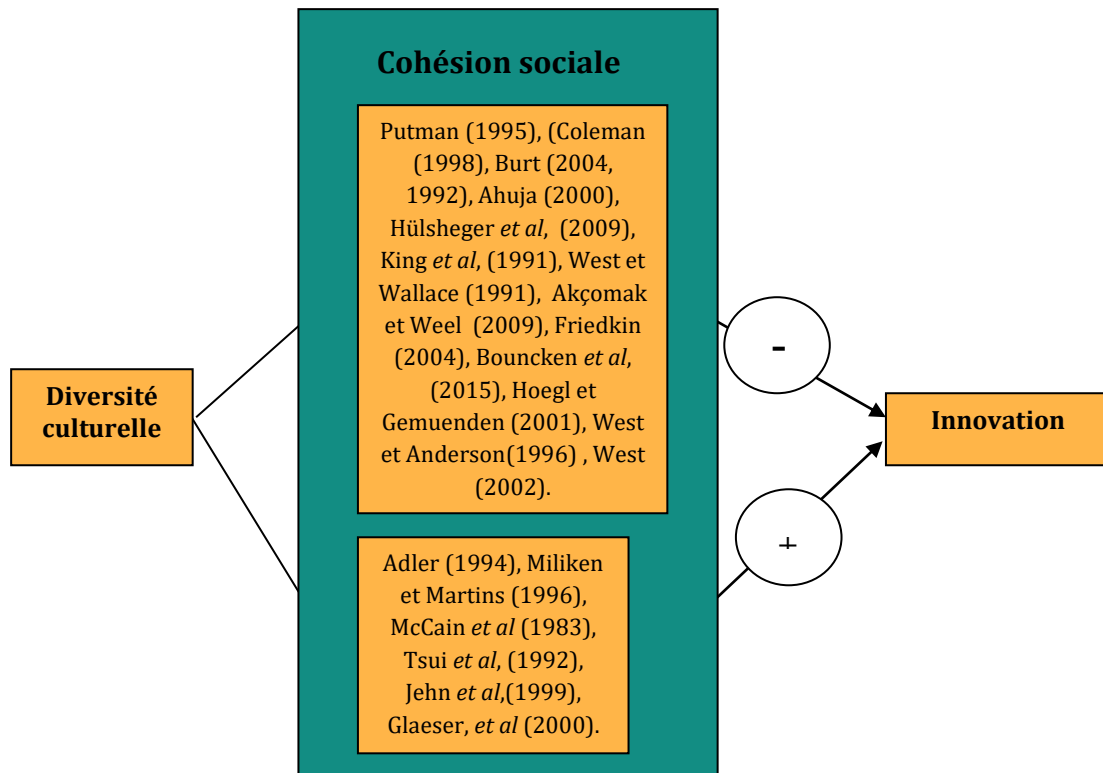 Cohésion sociale
Putman (1995), (Coleman
(1998), Burt (2004,
1992), Ahuja (2000),
Hülsheger et al, (2009),
King et al, (1991), West et
Wallace (1991), Akçomak
et Weel (2009), Friedkin
(2004), Bouncken et al,
(2015), Hoegl et
Gemuenden (2001), West
et Anderson(1996) , West
(2002).
-
Diversité
culturelle
Innovation
+
Adler (1994), Miliken
et Martins (1996),
McCain et al (1983),
Tsui et al, (1992),
Jehn et al,(1999),
Glaeser, et al (2000).